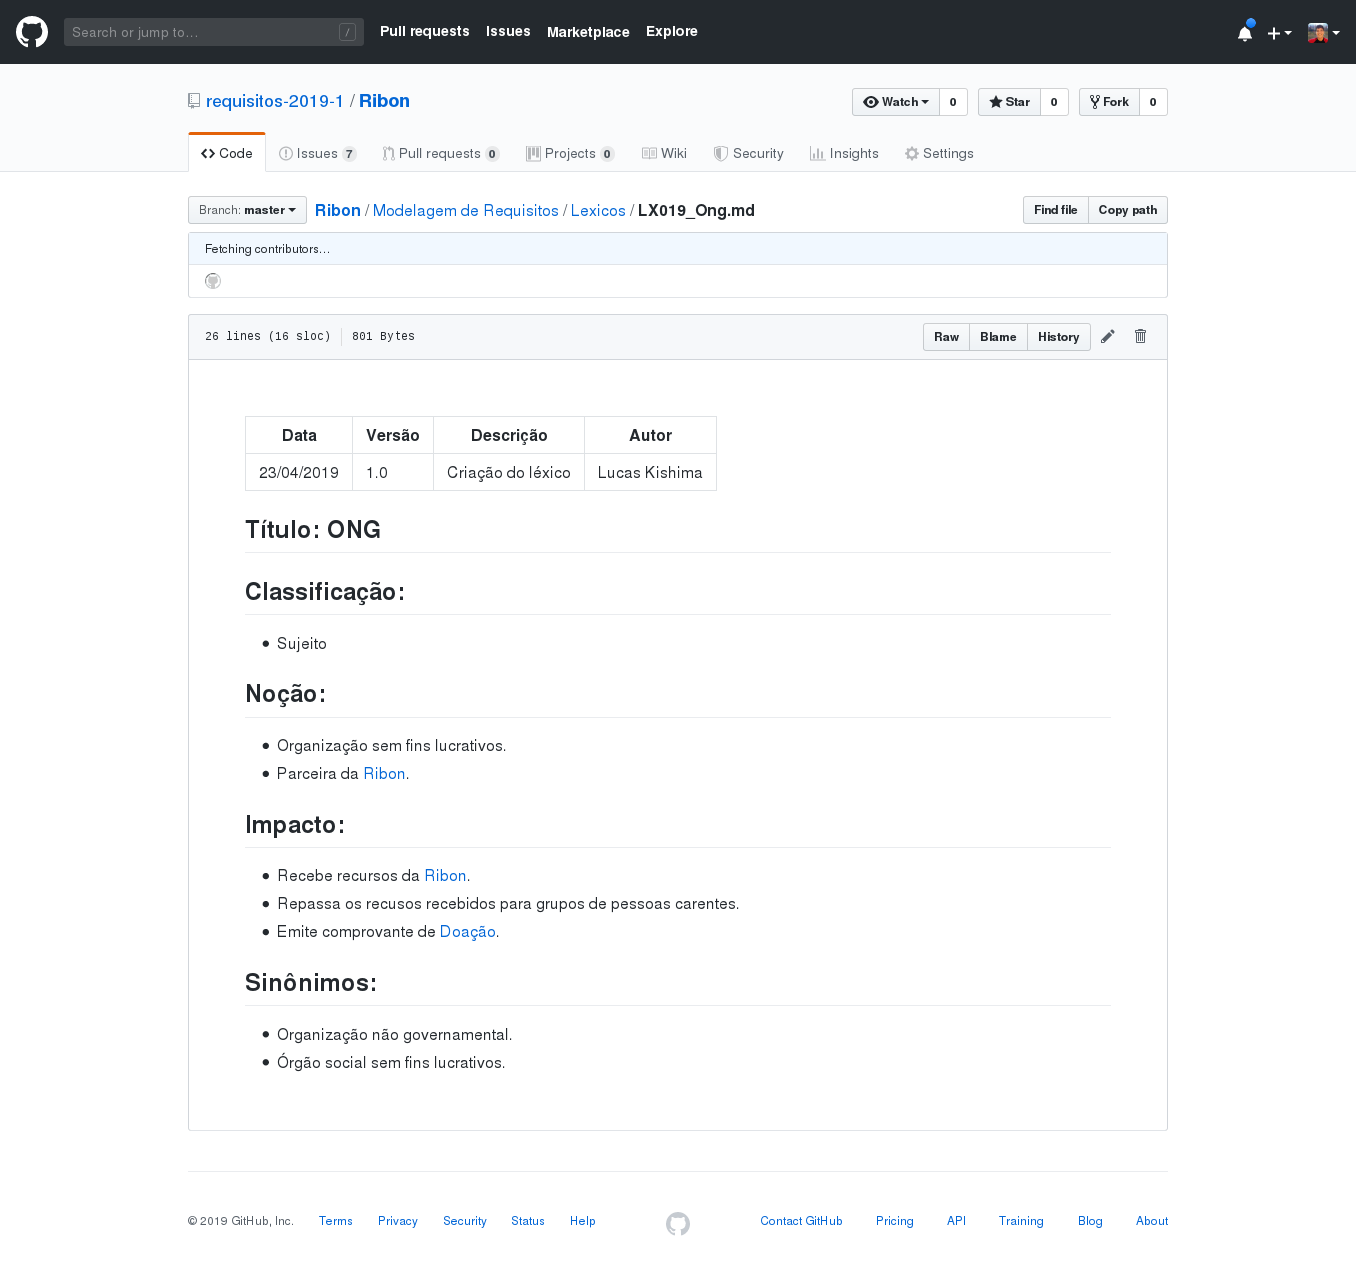 Search or jump to… /
Pull requests Issues Marketplace Explore
requisitos-2019-1 / Ribon
Watch 0 Star 0 Fork 0
Code Issues 7 Pull requests 0 Projects 0 Wiki Security Insights Settings
Branch: master Ribon / Modelagem de Requisitos / Lexicos / LX019_Ong.md Find file Copy path
Fetching contributors…
26 lines (16 sloc) 801 Bytes Raw Blame History
Data Versão Descrição Autor
23/04/2019 1.0 Criação do léxico Lucas Kishima
Título: ONG
Classificação:
• Sujeito
Noção:
• Organização sem fins lucrativos.
• Parceira da Ribon.
Impacto:
• Recebe recursos da Ribon.
• Repassa os recusos recebidos para grupos de pessoas carentes.
• Emite comprovante de Doação.
Sinônimos:
• Organização não governamental.
• Órgão social sem fins lucrativos.
© 2019 GitHub, Inc. Terms Privacy Security Status Help Contact GitHub Pricing API Training Blog About